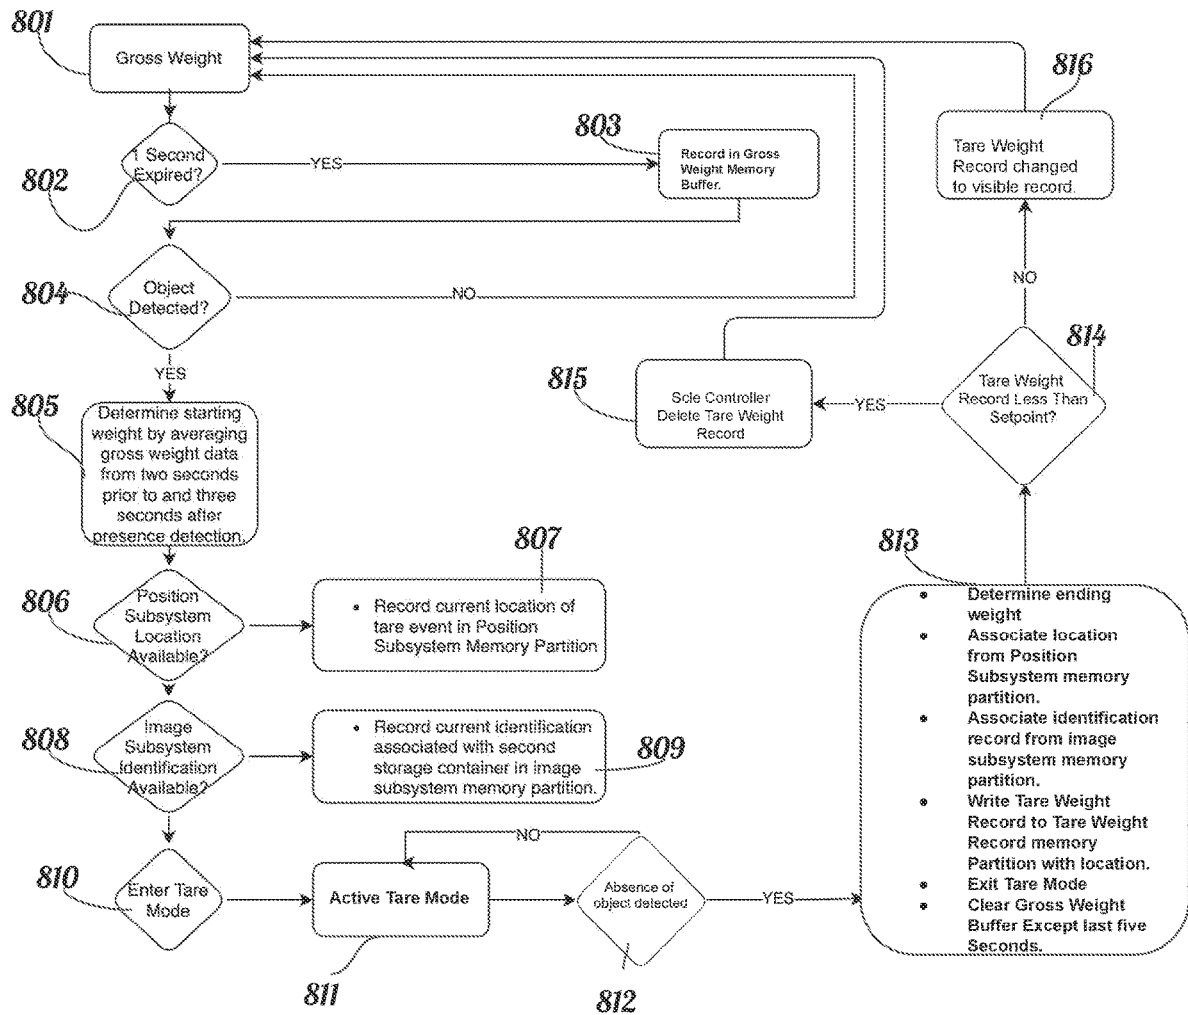 801
Gross Weight
816
803
Tare Weight
Record changed
to visible record.
1 Second
Expired?
YES
Record in Gross
Weight Memory
Buffer.
802
804
Object
Detected?
NO
NO
814
YES
815
Scle Controller
Delete Tare Weight
Record
YES
Tare Weight
Record Less Than
Setpoint?
805
Determine starting
weight by averaging
gross weight data
from two seconds
prior to and three
seconds after
presence detection.
807
813
806
Position
Subsystem
Location
Available?
• Record current location of
tare event in Position
Subsystem Memory Partition
• Determine ending
weight
• Associate location
from Position
Subsystem memory
partition.
• Associate identification
record from image
subsystem memory
partition.
• Write Tare Weight
Record to Tare Weight
Record memory
Partition with location.
• Exit Tare Mode
• Clear Gross Weight
Buffer Except last five
Seconds.
808
Image
Subsystem
Identification
Available?
• Record current identification
associated with second
storage container in image
subsystem memory partition.
809
NO
810
Enter Tare
Mode
Active Tare Mode
Absence of
object detected
YES
811
812